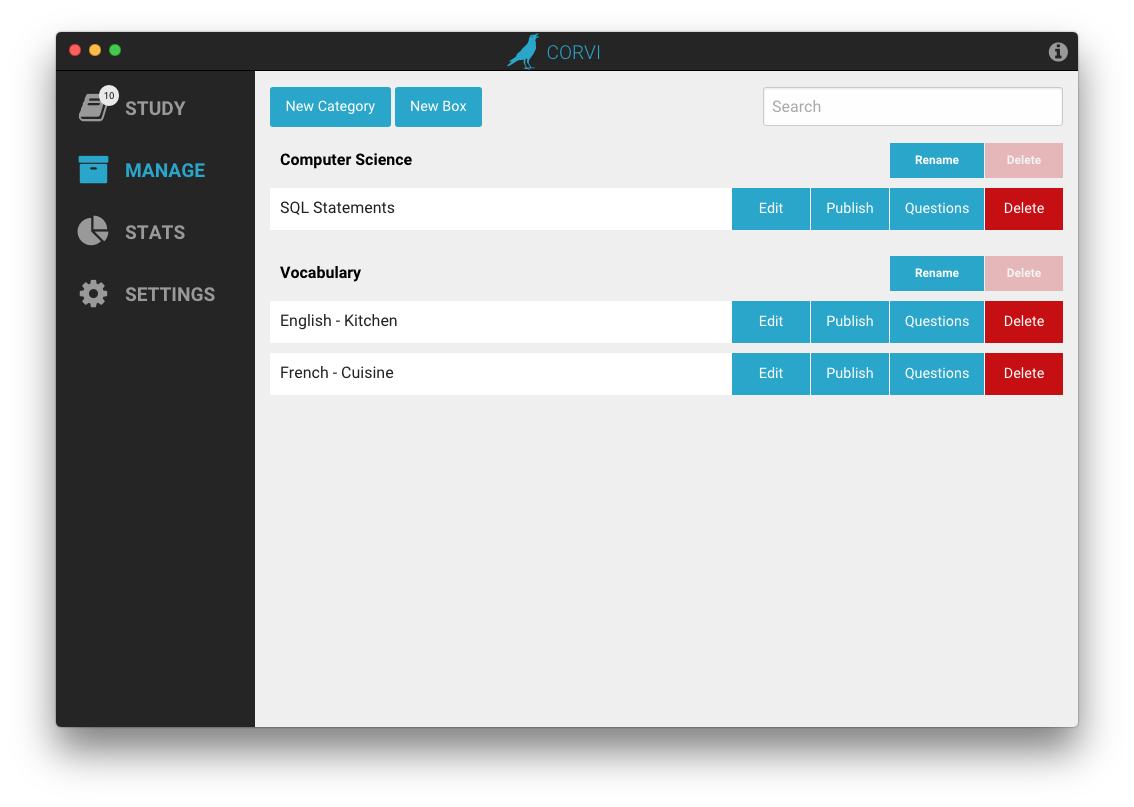 CORVI
10
STUDY
MANAGE
STATS
SETTINGS
New Category New Box Search
Computer Science Rename Delete
SQL Statements Edit Publish Questions Delete
Vocabulary Rename Delete
English - Kitchen Edit Publish Questions Delete
French - Cuisine Edit Publish Questions Delete